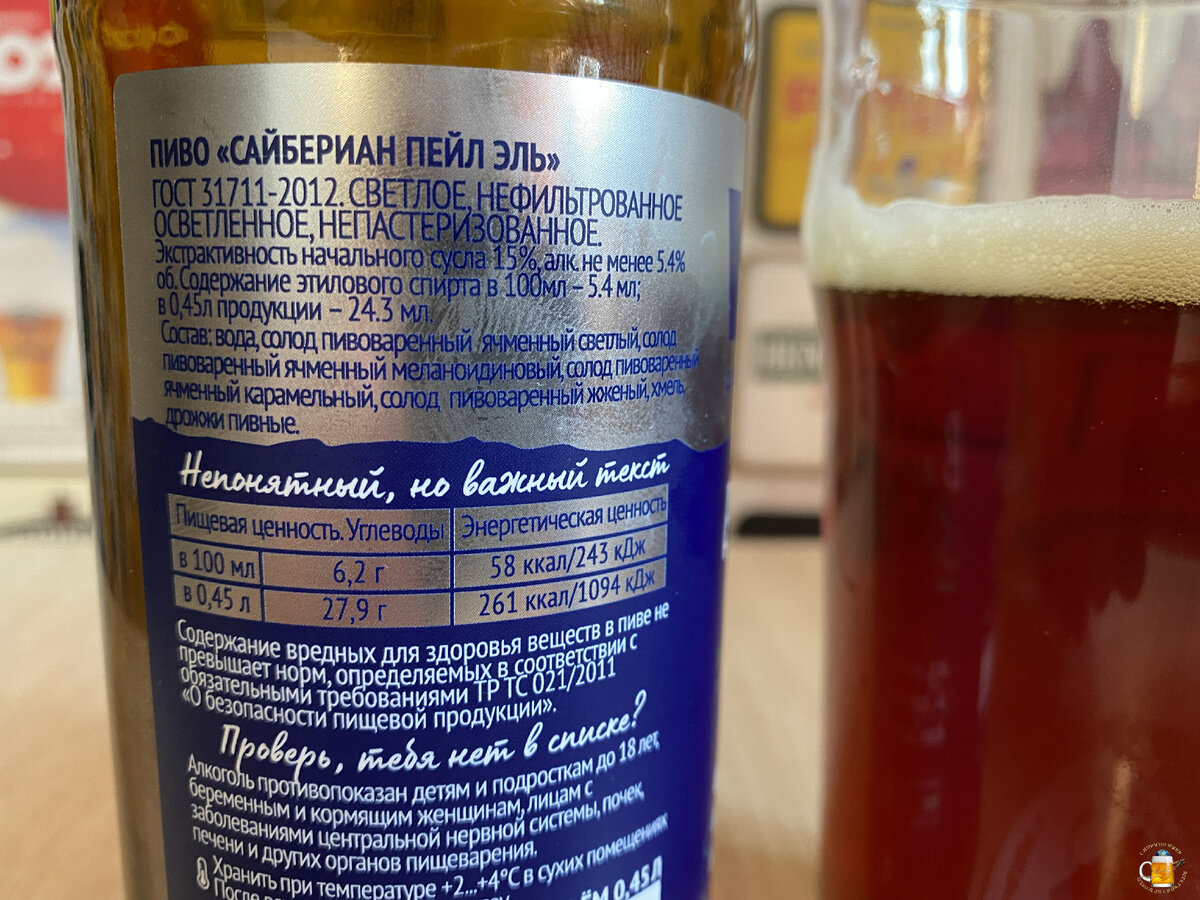 ПИВО «САЙБЕРИАН ПЕЙЛ ЭЛЬ»
ГОСТ 31711-2012. СВЕТЛОЕ, НЕФИЛЬТРОВАННОЕ
ОСВЕТЛЕННОЕ, НЕПАСТЕРИЗОВАННОЕ.
Экстрактивность начального сусла 15%, алк. не менее 5.4%
об. Содержание этилового спирта в 100мл – 5.4 мл;
в 0,45л продукции – 24.3 мл.
Состав: вода, солод пивоваренный ячменный светлый, солод
пивоваренный ячменный меланоидиновый, солод пивоваренный
ячменный карамельный, солод пивоваренный жженый, хмель,
дрожжи пивные.
Непонятный, но важный текст
Пищевая ценность. Углеводы Энергетическая ценность
в 100 мл 6,2 г 58 ккал/243 кДж
в 0,45 л 27,9 г 261 ккал/1094 кДж
Содержание вредных для здоровья веществ в пиве не
превышает норм, определяемых в соответствии с
обязательными требованиями ТР ТС 021/2011
«О безопасности пищевой продукции».
Проверь, тебя нет в списке?
Алкоголь противопоказан детям и подросткам до 18 лет,
беременным и кормящим женщинам, лицам с
заболеваниями центральной нервной системы, почек,
печени и других органов пищеварения.
Хранить при температуре +2...+4°С в сухих помещениях
После
0,45Л